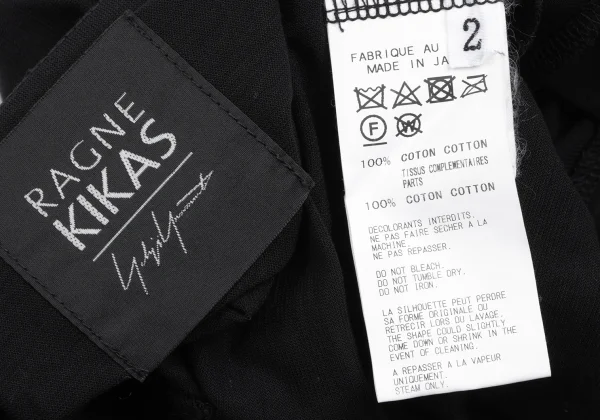 RAGNE
KIKAS
2
FABRIQUE AU
MADE IN JA
F
W
100% COTON COTTON
TISSUS COMPLEMENTAIRES
PARTS
100% COTON COTTON
DECOLORANTS INTERDITS.
NE PAS FAIRE SECHER A LA
MACHINE.
NE PAS REPASSER.
DO NOT BLEACH.
DO NOT TUMBLE DRY.
DO NOT IRON.
LA SILHOUETTE PEUT PERDRE
SA FORME ORIGINALE OU
RETRECIR LORS DU LAVAGE.
THE SHAPE COULD SLIGHTLY
COME DOWN OR SHRINK IN THE
EVENT OF CLEANING.
A REPASSER A LA VAPEUR
UNIQUEMENT.
STEAM ONLY.